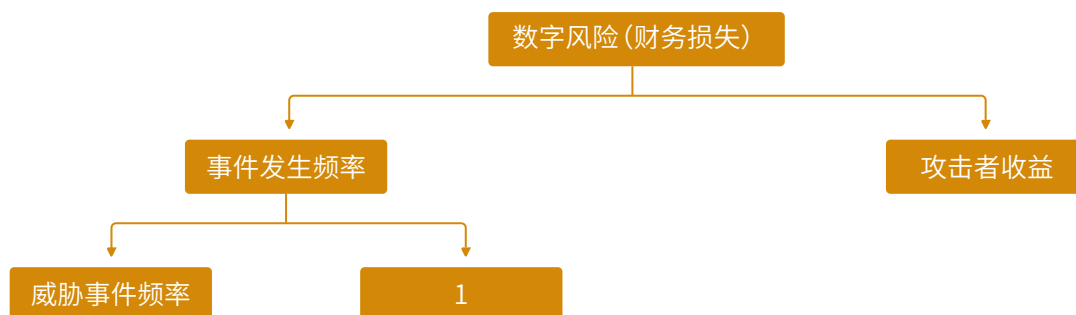 数字风险（财务损失）
事件发生频率
攻击者收益
威胁事件频率
1